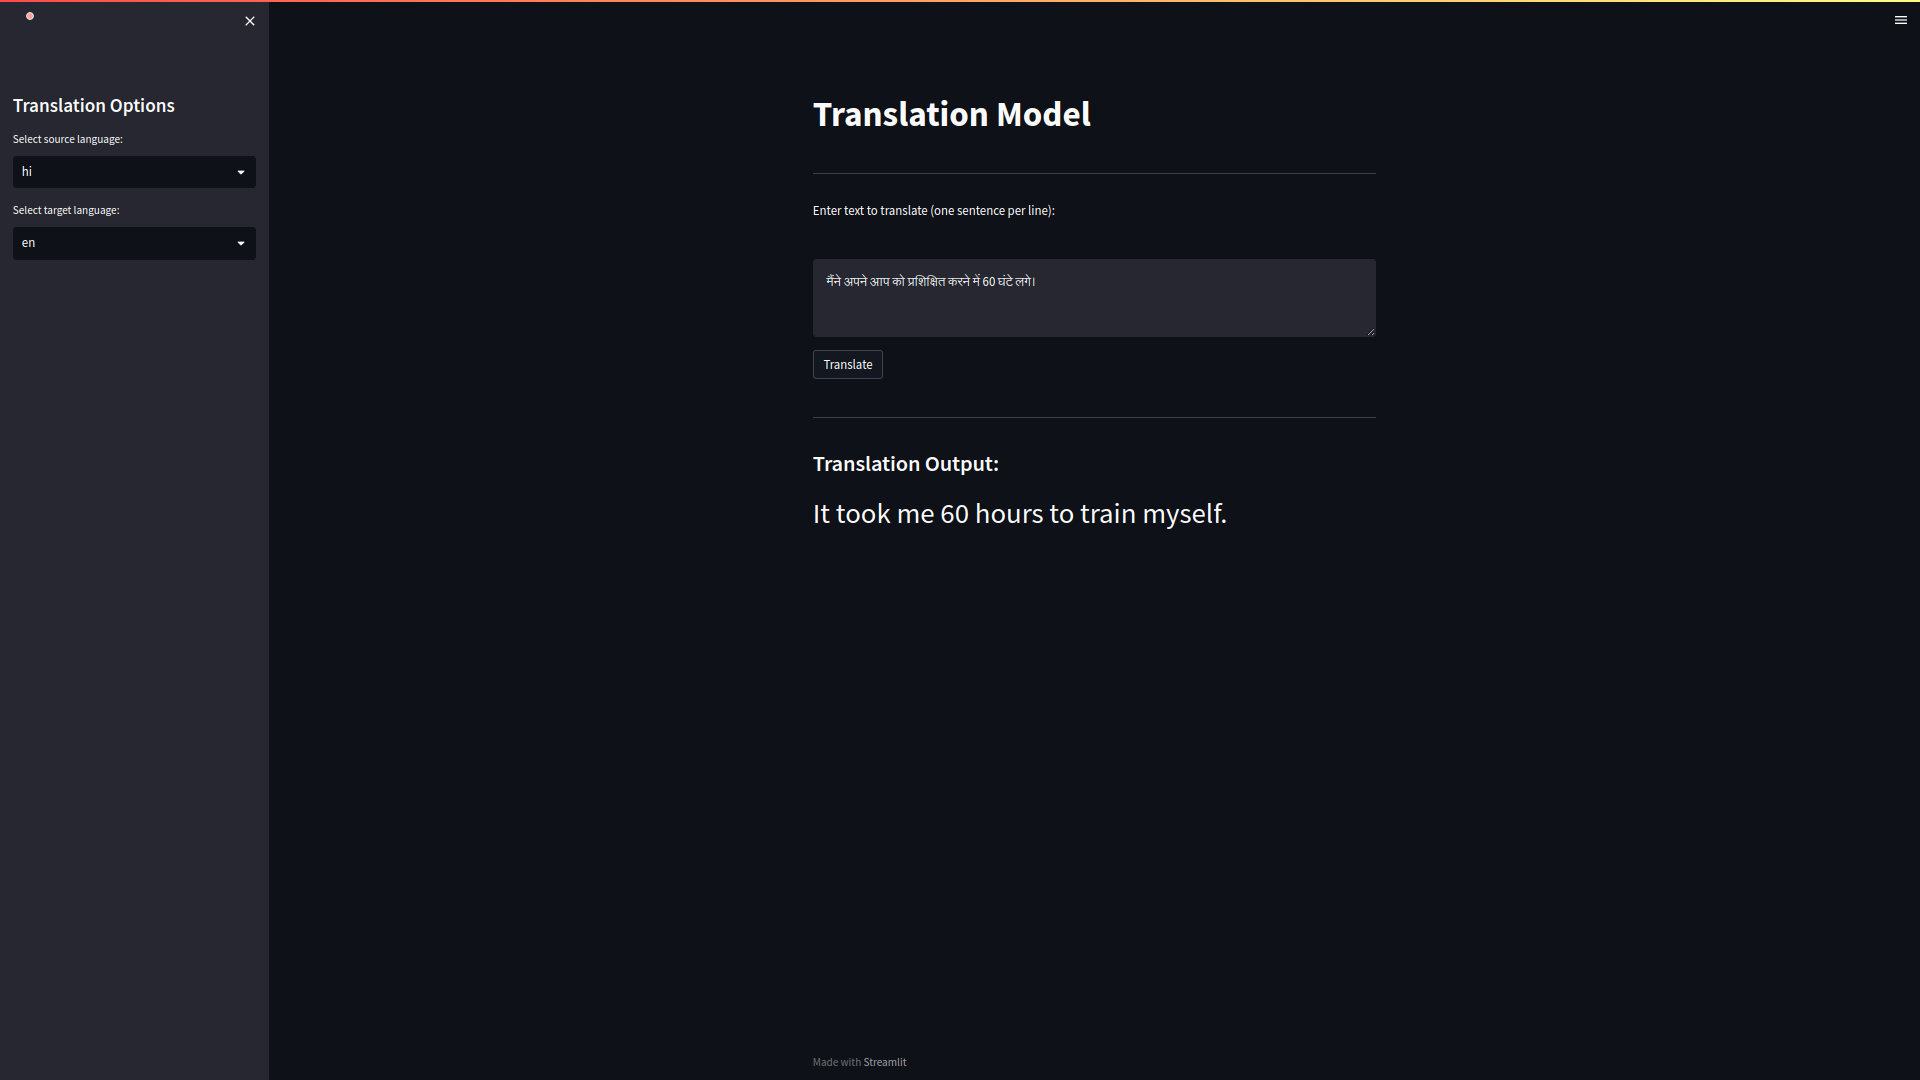 Translation Options
Select source language:
hi
Select target language:
en
Translation Model
Enter text to translate (one sentence per line):
मैंने अपने आप को प्रशिक्षित करने में 60 घंटे लगे।
Translate
Translation Output:
It took me 60 hours to train myself.
Made with Streamlit